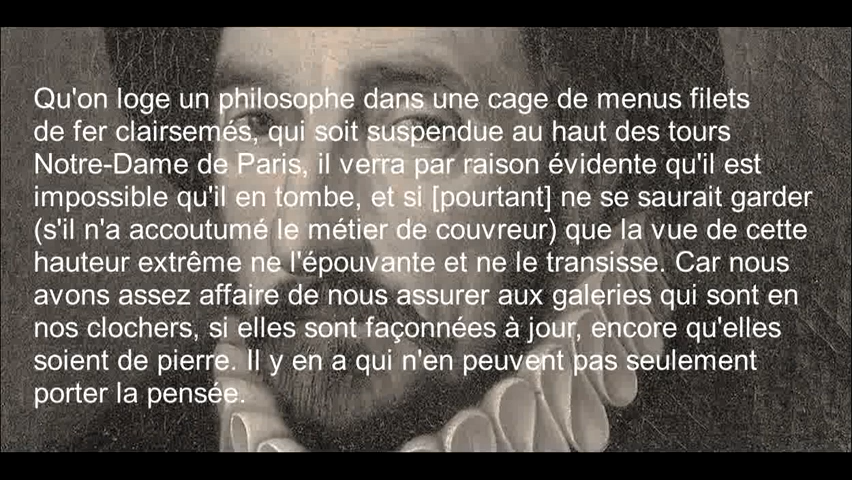 Qu'on loge un philosophe dans une cage de menus filets
de fer clairsemés, qui soit suspendue au haut des tours
Notre-Dame de Paris, il verra par raison évidente qu'il est
impossible qu'il en tombe, et si [pourtant] ne se saurait garder
(s'il n'a accoutumé le métier de couvreur) que la vue de cette
hauteur extrême ne l'épouvante et ne le transisse. Car nous
avons assez affaire de nous assurer aux galeries qui sont en
nos clochers, si elles sont façonnées à jour, encore qu'elles
soient de pierre. Il y en a qui n'en peuvent pas seulement
porter la pensée.